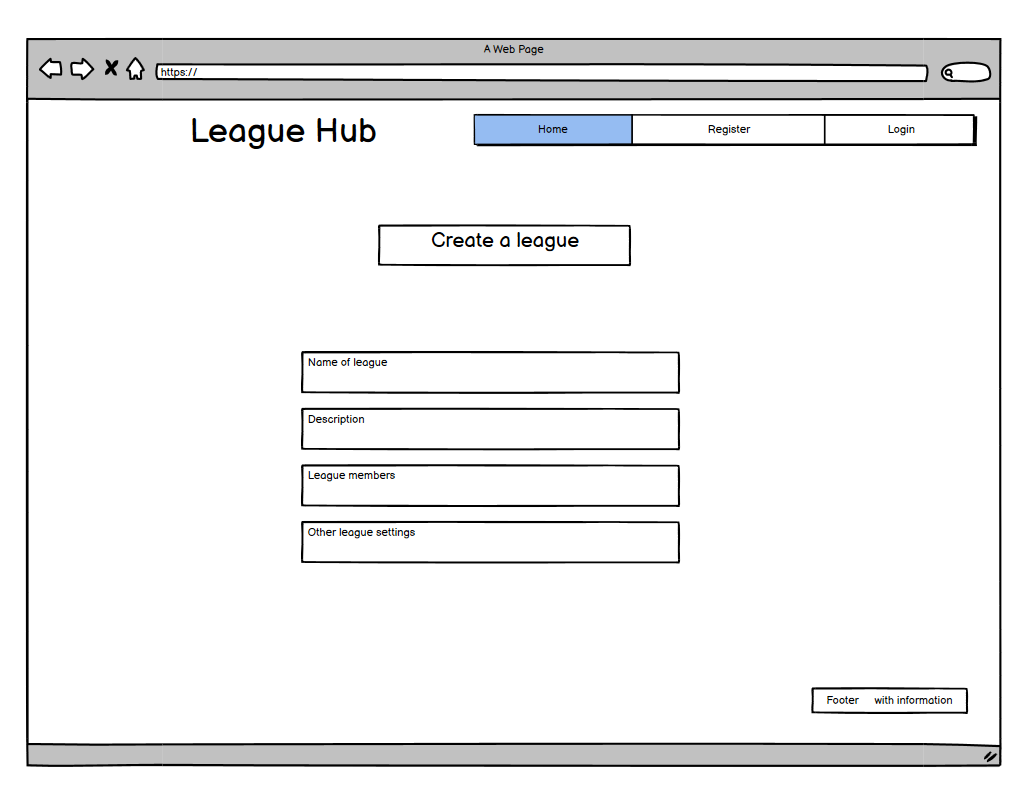 A Web Page
https://
League Hub
Home Register Login
Create a league
Name of league
Description
League members
Other league settings
Footer with information